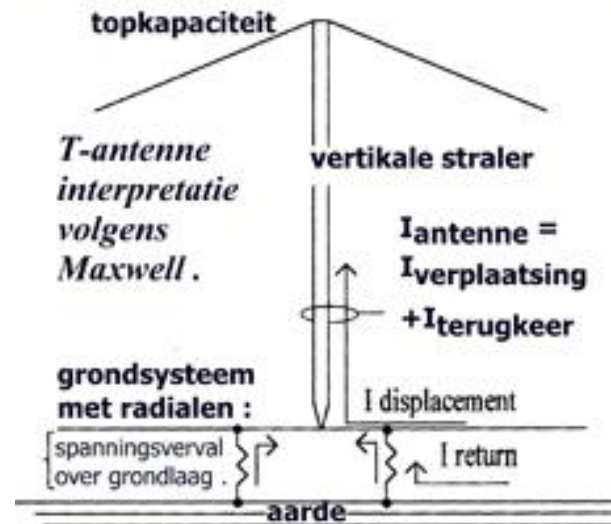 topkapaciteit
T-antenne
interpretatie
volgens
Maxwell .
vertikale straler
Iantenne =
Iverplaatsing
+Iterugkeer
grondsysteem
met radialen :
I displacement
spanningsverval
over grondlaag .
I return
aarde